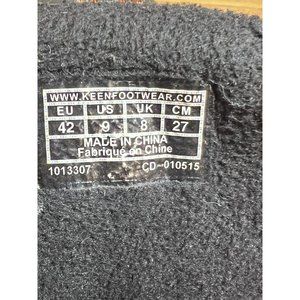 WWW.KEENFOOTWEAR.COM
EU US UK CM
42 9 8 27
MADE IN CHINA
Fabriqué en Chine
1013307 CD-010515